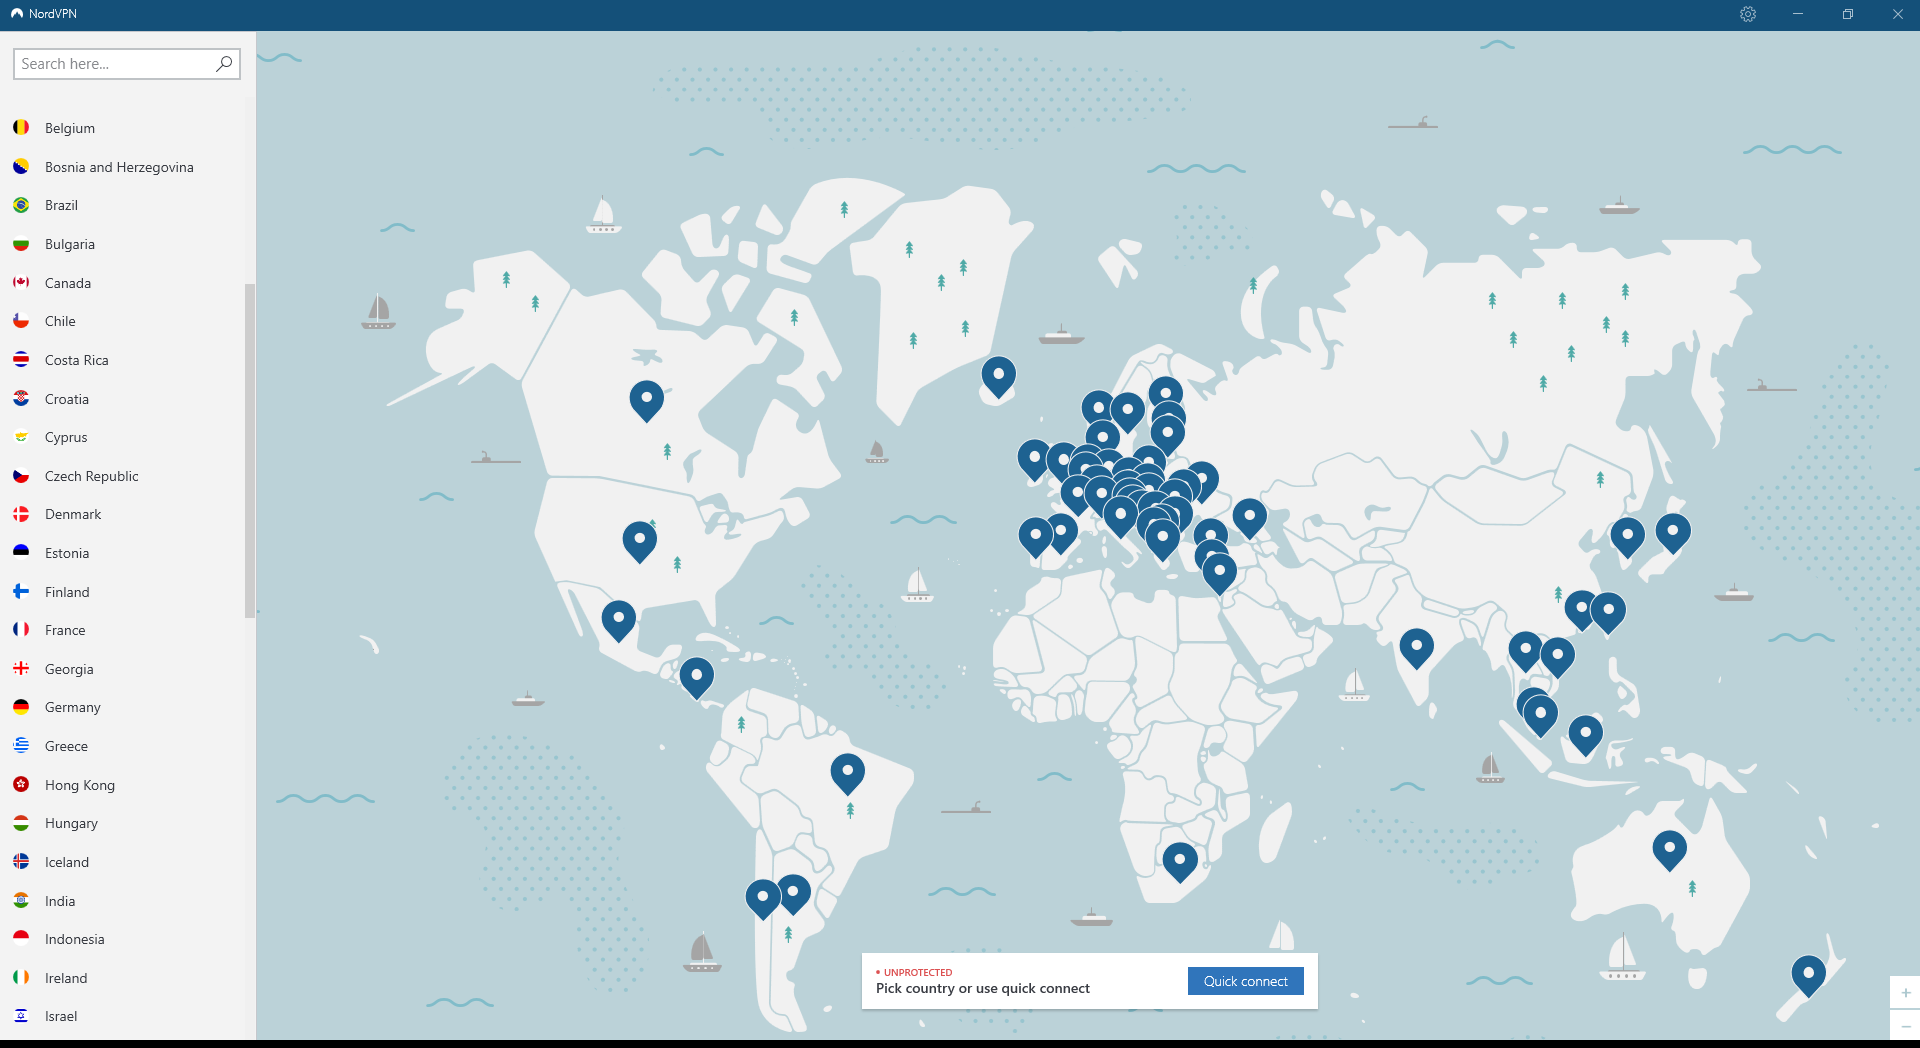 NordVPN
Search here...
Belgium
Bosnia and Herzegovina
Brazil
Bulgaria
Canada
Chile
Costa Rica
Croatia
Cyprus
Czech Republic
Denmark
Estonia
Finland
France
Georgia
Germany
Greece
Hong Kong
Hungary
Iceland
India
Indonesia
Ireland
Israel
UNPROTECTED
Pick country or use quick connect
Quick connect